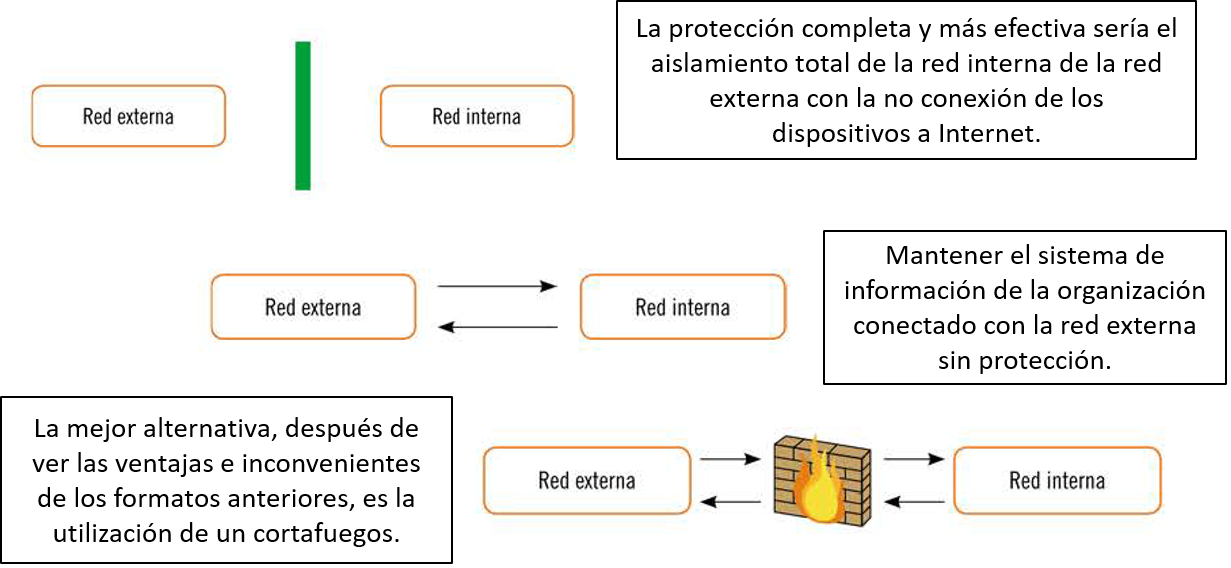 La protección completa y más efectiva sería el
aislamiento total de la red interna de la red
externa con la no conexión de los
dispositivos a Internet.
Red externa
Red interna
Mantener el sistema de
información de la organización
conectado con la red externa
sin protección.
Red externa
Red interna
La mejor alternativa, después de
ver las ventajas e inconvenientes
de los formatos anteriores, es la
utilización de un cortafuegos.
Red externa
Red interna